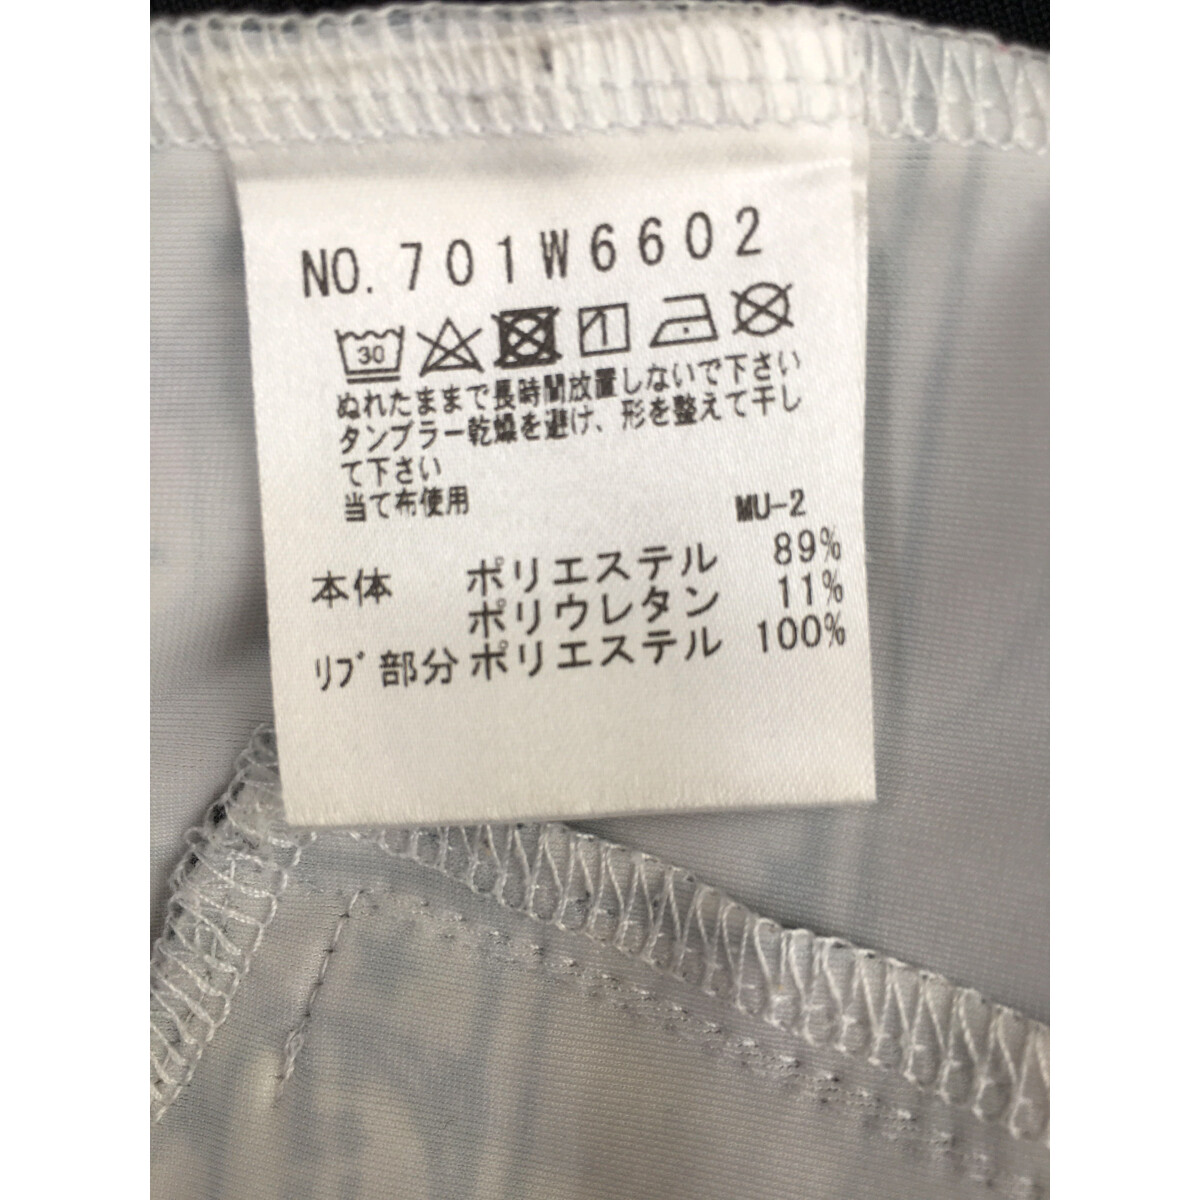 NO.701W6602
30
ぬれたままで長時間放置しないで下さい
タンブラー乾燥を避け、形を整えて干し
て下さい
当て布使用
MU-2
本体 ポリエステル 89%
ポリウレタン 11%
リブ部分 ポリエステル 100%